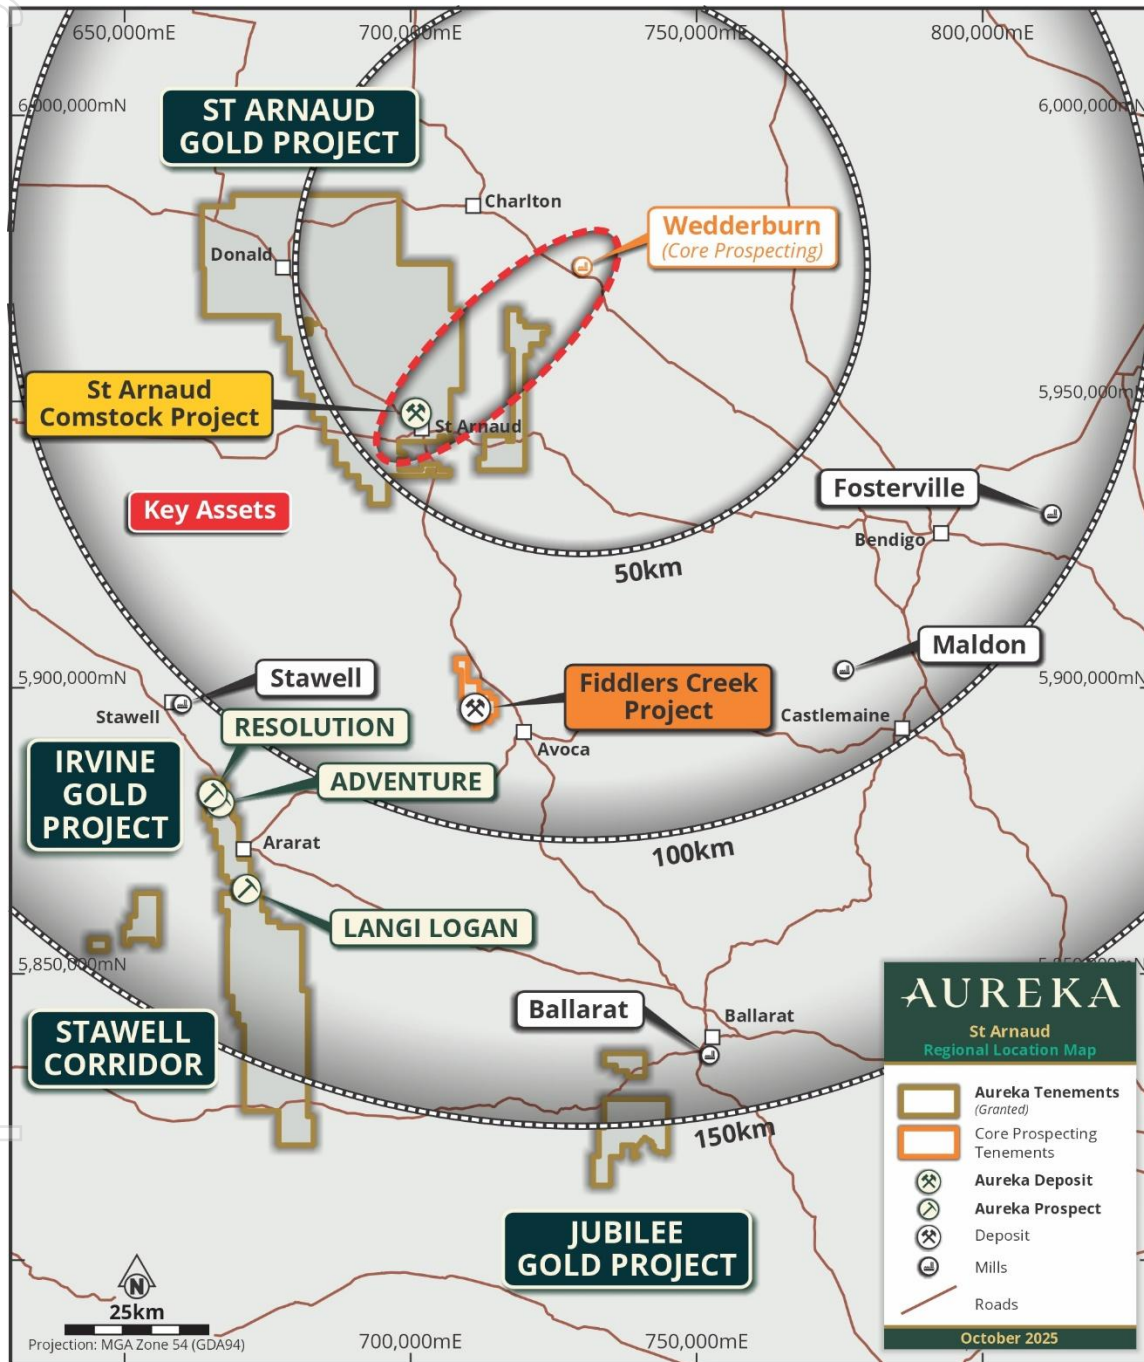 650,000mE
700,000mE
750,000mE
800,000mE
6,000,000mN
6,000,000mN
ST ARNAUD
GOLD PROJECT
Charlton
Wedderburn
(Core Prospecting)
Donald
St Arnaud
Comstock Project
5,950,000mN
St Arnaud
Key Assets
Fosterville
Bendigo
50km
Maldon
Stawell
5,900,000mN
5,900,000mN
Fiddlers Creek
Project
Stawell
RESOLUTION
Castlemaine
Avoca
IRVINE
GOLD
PROJECT
ADVENTURE
Ararat
100km
LANGI LOGAN
5,850,000mN
STAWELL
CORRIDOR
Ballarat
Ballarat
150km
JUBILEE
GOLD PROJECT
AUREKA
St Arnaud
Regional Location Map
Aureka Tenements
(Granted)
Core Prospecting
Tenements
Aureka Deposit
Aureka Prospect
Deposit
Mills
Roads
October 2025
N
25km
Projection: MGA Zone 54 (GDA94)
700,000mE
750,000mE